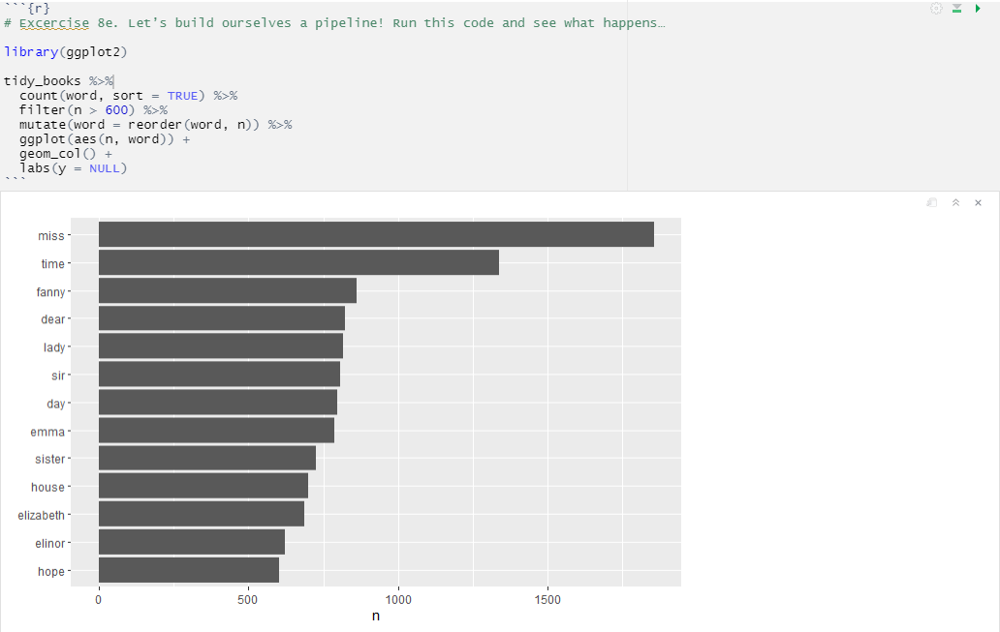 ```{r}
# Excercise 8e. Let’s build ourselves a pipeline! Run this code and see what happens…
library(ggplot2)
tidy_books %>%
count(word, sort = TRUE) %>%
filter(n > 600) %>%
mutate(word = reorder(word, n)) %>%
ggplot(aes(n, word)) +
geom_col() +
labs(y = NULL)
```
miss
time
fanny
dear
lady
sir
day
emma
sister
house
elizabeth
elinor
hope
0 500 1000 1500
n